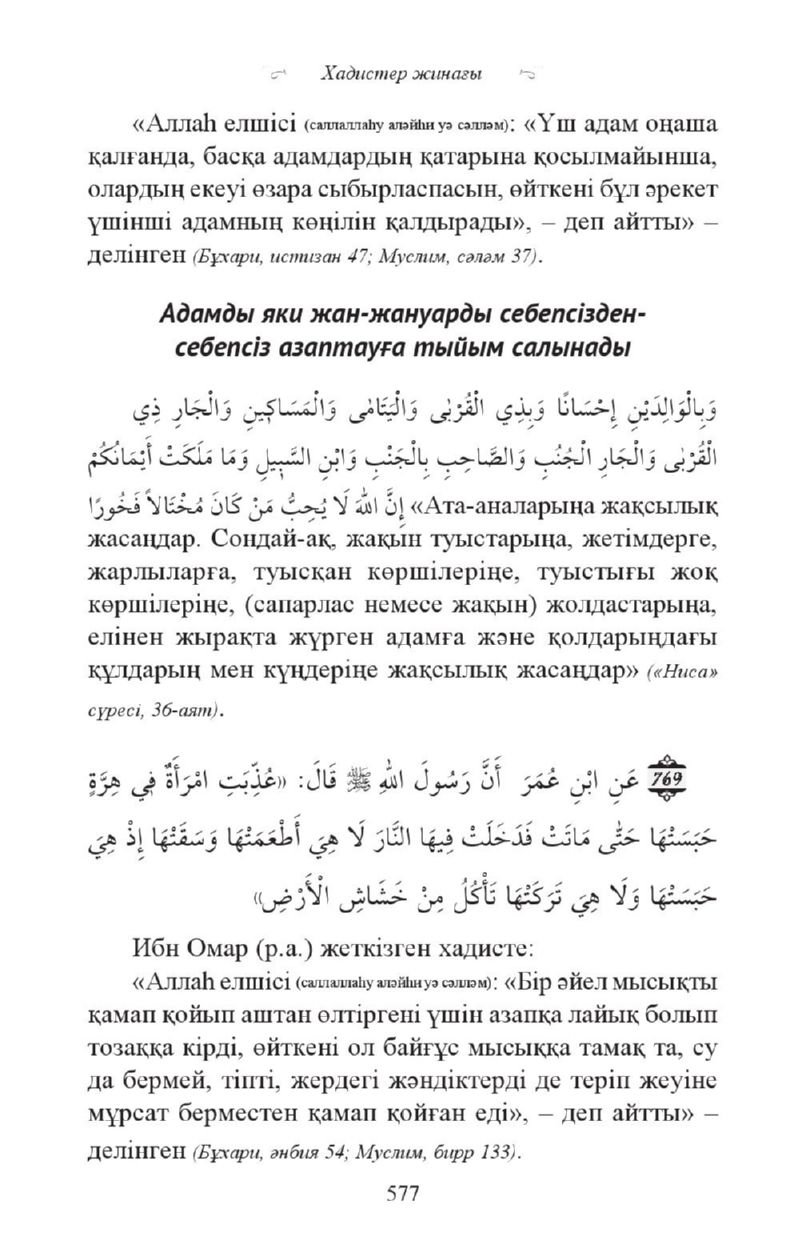 Хадистер жинағы
«Аллаһ елшісі (саллаллаһу аләйһи уә сәлләм): «Үш адам оңаша
қалғанда, басқа адамдардың қатарына қосылмайынша,
олардың екеуі өзара сыбырласпасын, өйткені бұл әрекет
үшінші адамның көңілін қалдырады», – деп айтты» –
делінген (Бұхари, истизан 47; Муслим, сәләм 37).
Адамды яки жан-жануарды себепсізден-
себепсіз азаптауға тыйым салынады
وَبِالْوَالِدَيْنِ إِحْسَانًا وَبِذِي الْقُرْبَى وَالْيَتَامَى وَالْمَسَاكِينِ وَالْجَارِ ذِي
الْقُرْبَى وَالْجَارِ الْجُنُبِ وَالصَّاحِبِ بِالْجَنْبِ وَابْنِ السَّبِيلِ وَمَا مَلَكَتْ أَيْمَانُكُمْ
إِنَّ اللهَ لَا يُحِبُّ مَنْ كَانَ مُخْتَالاً فَخُورًا «Ата-аналарыңа жақсылық
жасаңдар. Сондай-ақ, жақын туыстарыңа, жетімдерге,
жарлыларға, туысқан көршілеріңе, туыстығы жоқ
көршілеріңе, (сапарлас немесе жақын) жолдастарыңа,
елінен жырақта жүрген адамға және қолдарыңдағы
құлдарың мен күңдеріңе жақсылық жасаңдар» («Ниса»
сүресі, 36-аят).
769 عَنِ ابْنِ عُمَرَ أَنَّ رَسُولَ اللهِ ﷺ قَالَ: «عُذِّبَتِ امْرَأَةٌ فِي هِرَّةٍ
حَبَسَتْهَا حَتَّى مَاتَتْ فَدَخَلَتْ فِيهَا النَّارَ لَا هِيَ أَطْعَمَتْهَا وَسَقَتْهَا إِذْ هِيَ
حَبَسَتْهَا وَلَا هِيَ تَرَكَتْهَا تَأْكُلُ مِنْ خَشَاشِ الْأَرْضِ»
Ибн Омар (р.а.) жеткізген хадисте:
«Аллаһ елшісі (саллаллаһу аләйһи уә сәлләм): «Бір әйел мысықты
қамап қойып аштан өлтіргені үшін азапқа лайық болып
тозаққа кірді, өйткені ол байғұс мысыққа тамақ та, су
да бермей, тіпті, жердегі жәндіктерді де теріп жеуіне
мұрсат берместен қамап қойған еді», – деп айтты» –
делінген (Бұхари, әнбия 54; Муслим, бирр 133).
577